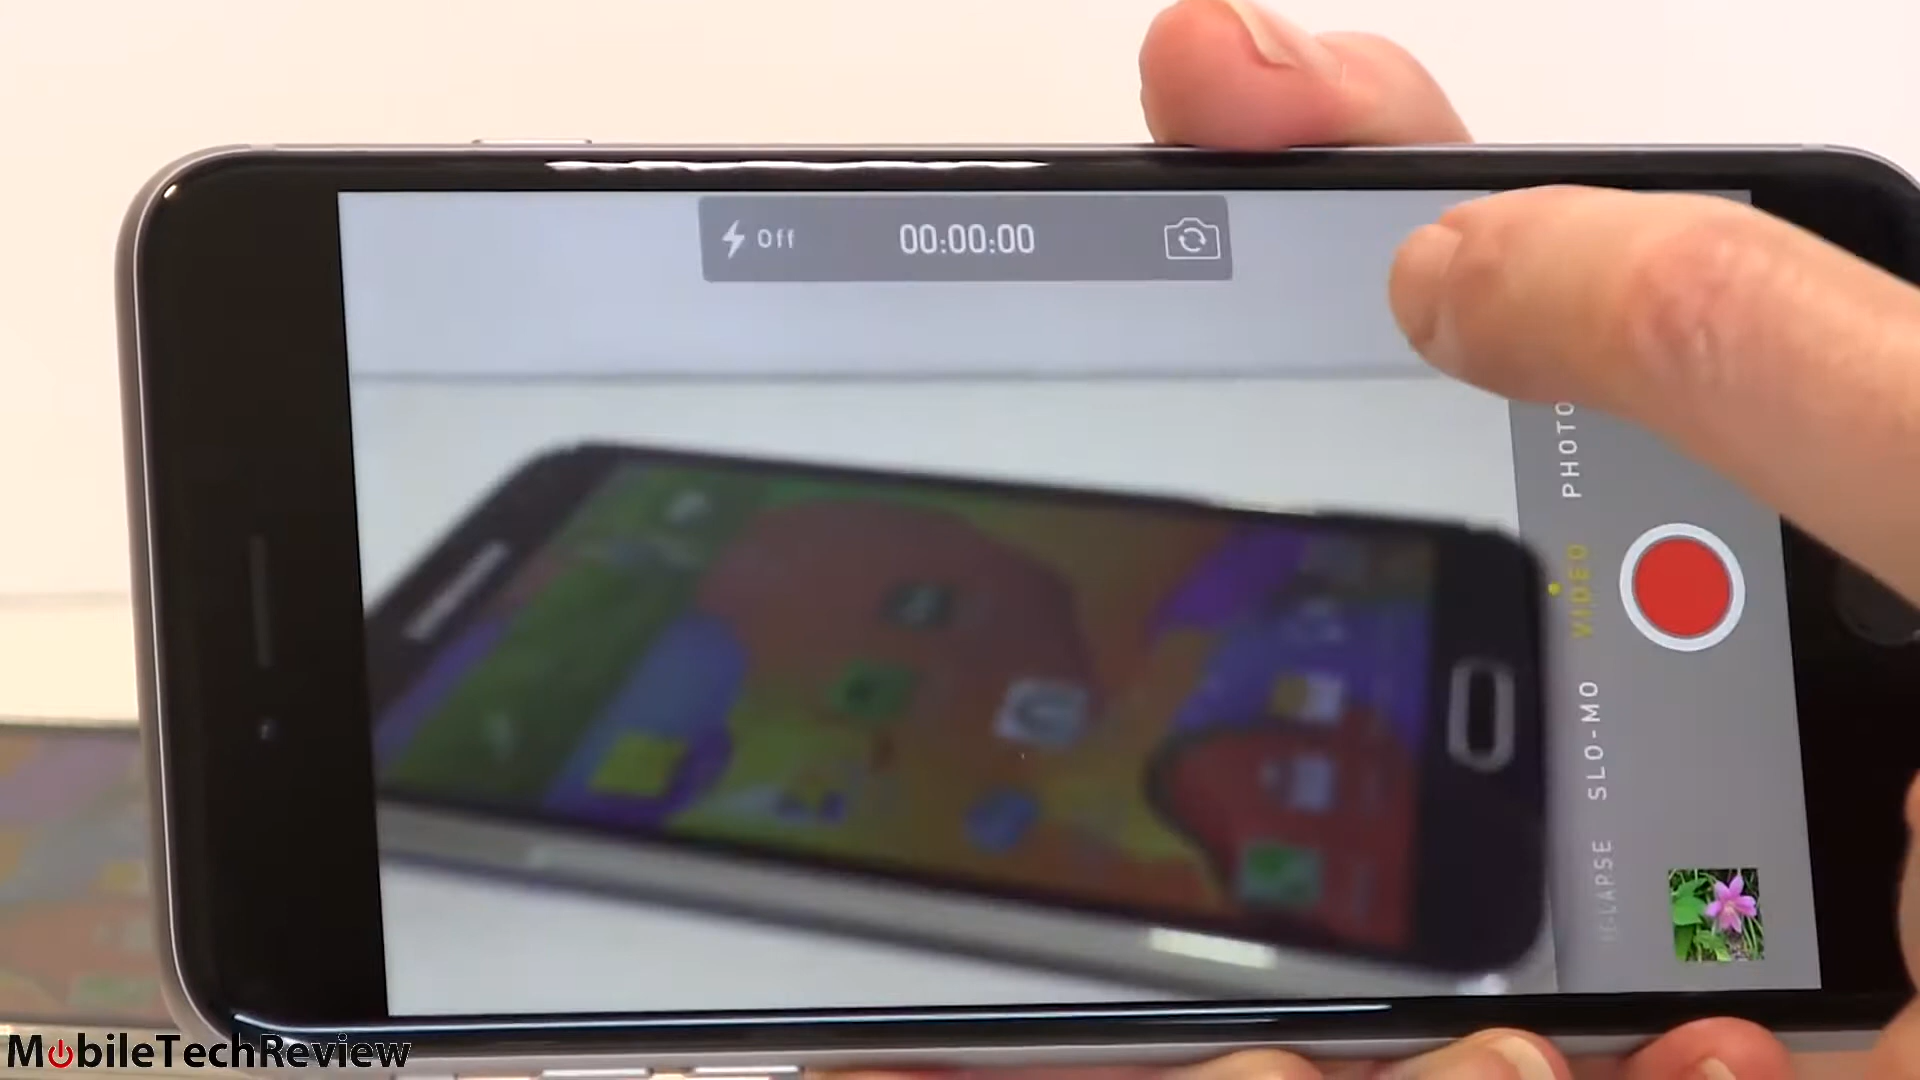 Off
00:00:00
PHOTO
VIDEO
SLO-MO
MobileTechReview